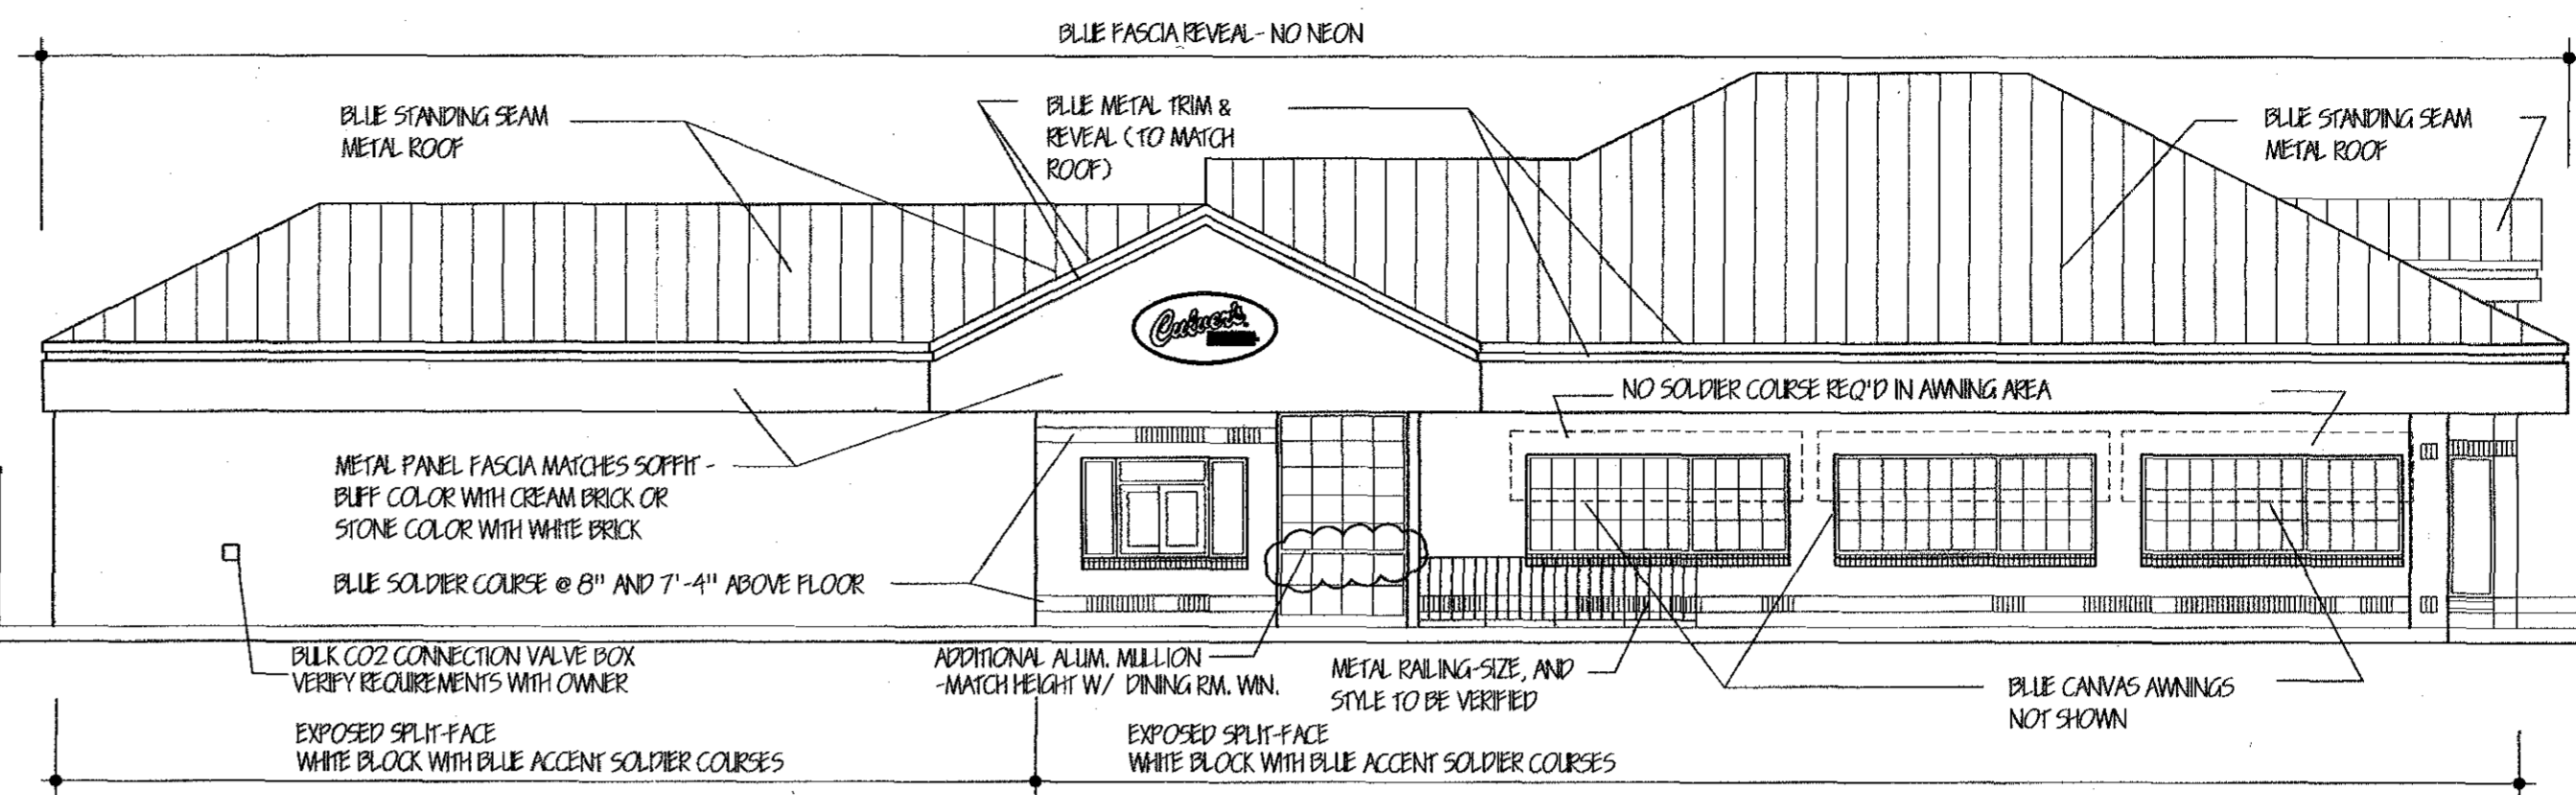 BLUE FASCIA REVEAL- NO NEON
BLUE STANDING SEAM
METAL ROOF
BLUE METAL TRIM &
REVEAL (TO MATCH
ROOF)
BLUE STANDING SEAM
METAL ROOF
Culver's
NO SOLDIER COURSE REQ'D IN AWNING AREA
METAL PANEL FASCIA MATCHES SOFFIT -
BUFF COLOR WITH CREAM BRICK OR
STONE COLOR WITH WHITE BRICK
BLUE SOLDIER COURSE @ 8" AND 7'-4" ABOVE FLOOR
BULK CO2 CONNECTION VALVE BOX
VERIFY REQUIREMENTS WITH OWNER
ADDITIONAL ALUM. MULLION
-MATCH HEIGHT W/ DINING RM. WIN.
METAL RAILING-SIZE, AND
STYLE TO BE VERIFIED
BLUE CANVAS AWNINGS
NOT SHOWN
EXPOSED SPLIT-FACE
WHITE BLOCK WITH BLUE ACCENT SOLDIER COURSES
EXPOSED SPLIT-FACE
WHITE BLOCK WITH BLUE ACCENT SOLDIER COURSES